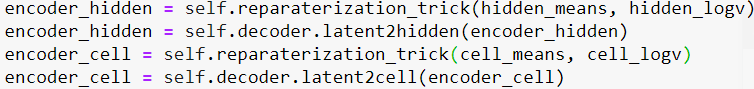 encoder_hidden = self.reparaterization_trick(hidden_means, hidden_logv)
encoder_hidden = self.decoder.latent2hidden(encoder_hidden)
encoder_cell = self.reparaterization_trick(cell_means, cell_logv)
encoder_cell = self.decoder.latent2cell(encoder_cell)